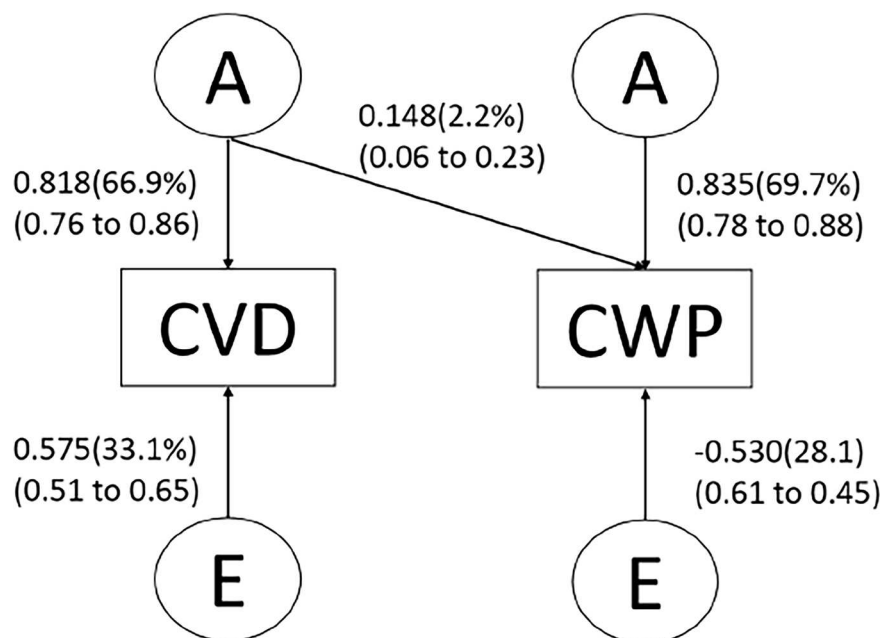 A
A
0.148(2.2%)
(0.06 to 0.23)
0.818(66.9%)
(0.76 to 0.86)
0.835(69.7%)
(0.78 to 0.88)
CVD
CWP
0.575(33.1%)
(0.51 to 0.65)
-0.530(28.1)
(0.61 to 0.45)
E
E